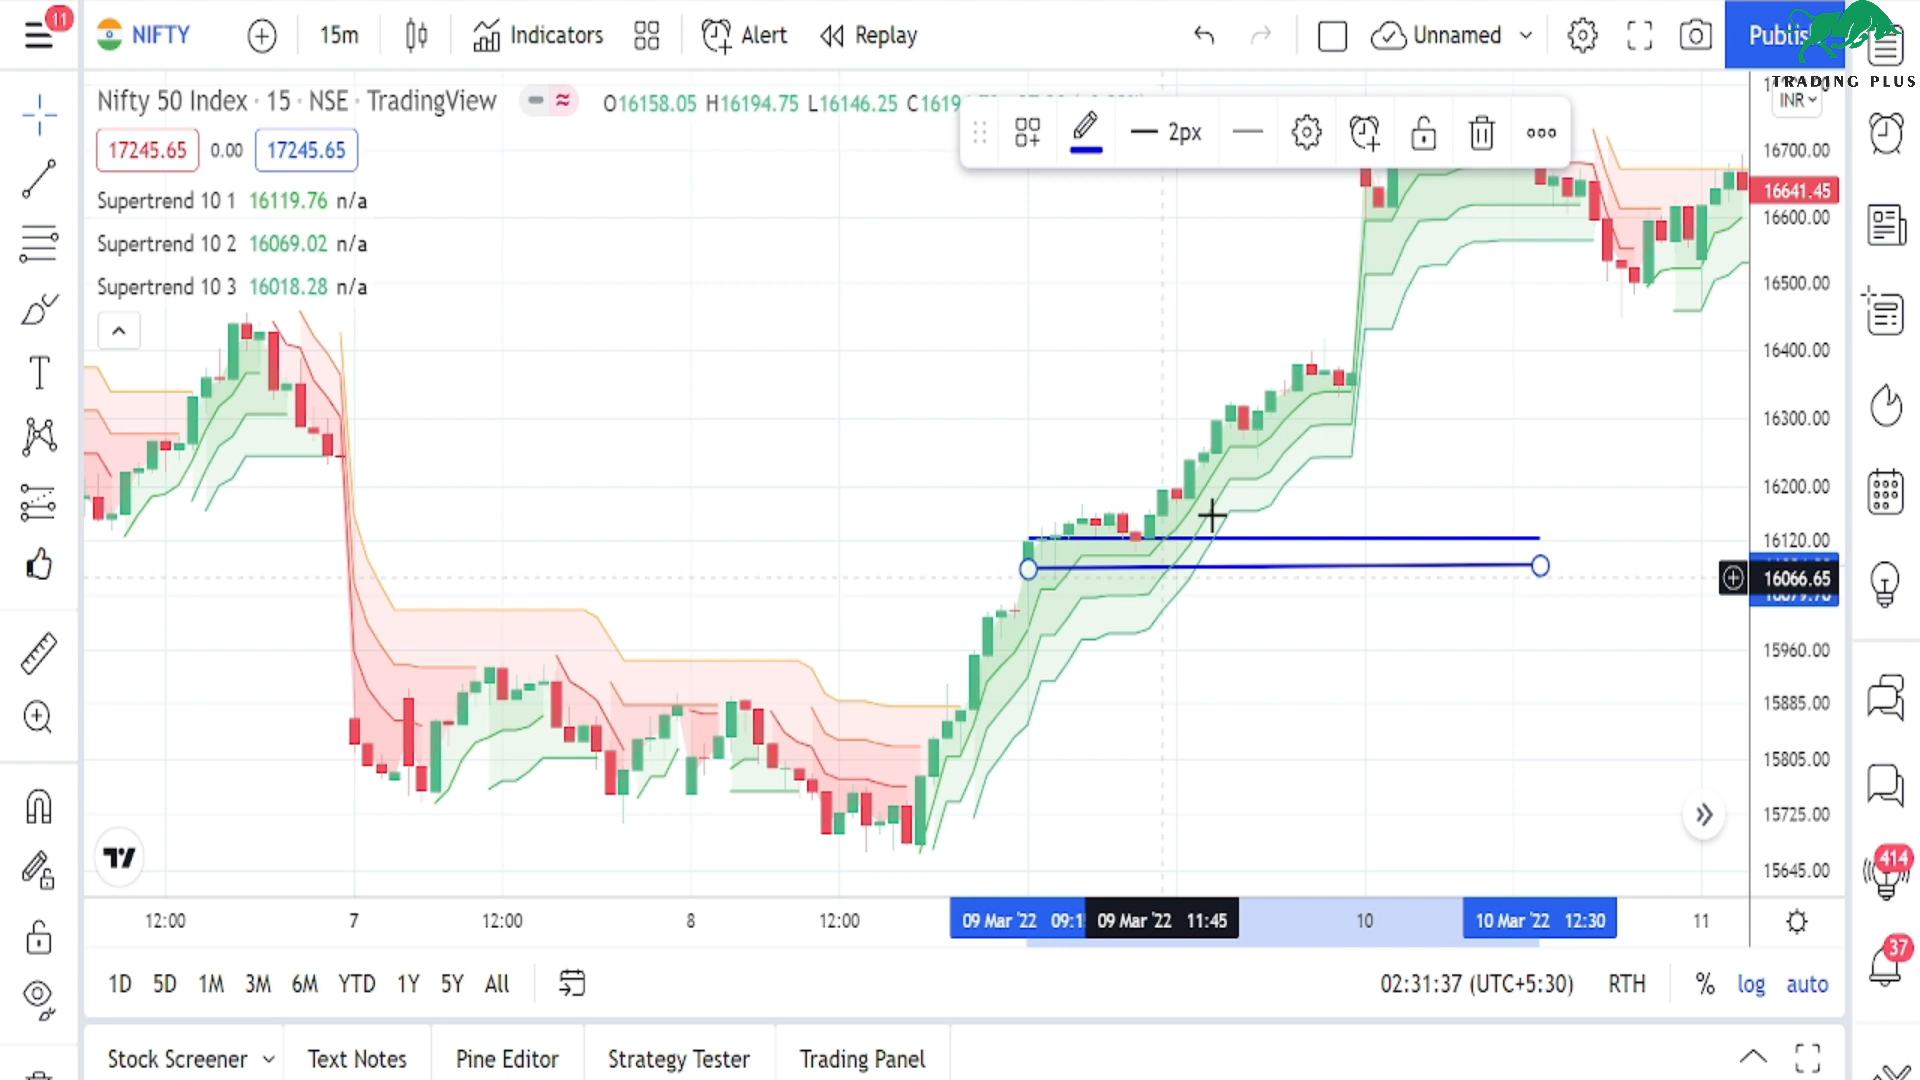 11
NIFTY
15m
Indicators
Alert
Replay
Unnamed
Publis
TRADING PLUS
Nifty 50 Index · 15 · NSE · TradingView
O16158.05 H16194.75 L16146.25
INR
2px
17245.65 0.00 17245.65
Supertrend 10 1 16119.76 n/a
Supertrend 10 2 16069.02 n/a
Supertrend 10 3 16018.28 n/a
16700.00
16641.45
16600.00
16500.00
16400.00
16300.00
16200.00
16120.00
16066.65
15960.00
15885.00
15805.00
15725.00
15645.00
414
12:00 7 12:00 8 12:00 09 Mar '22 09:1 09 Mar '22 11:45 10 10 Mar '22 12:30 11
37
1D 5D 1M 3M 6M YTD 1Y 5Y All
02:31:37 (UTC+5:30) RTH % log auto
Stock Screener Text Notes Pine Editor Strategy Tester Trading Panel